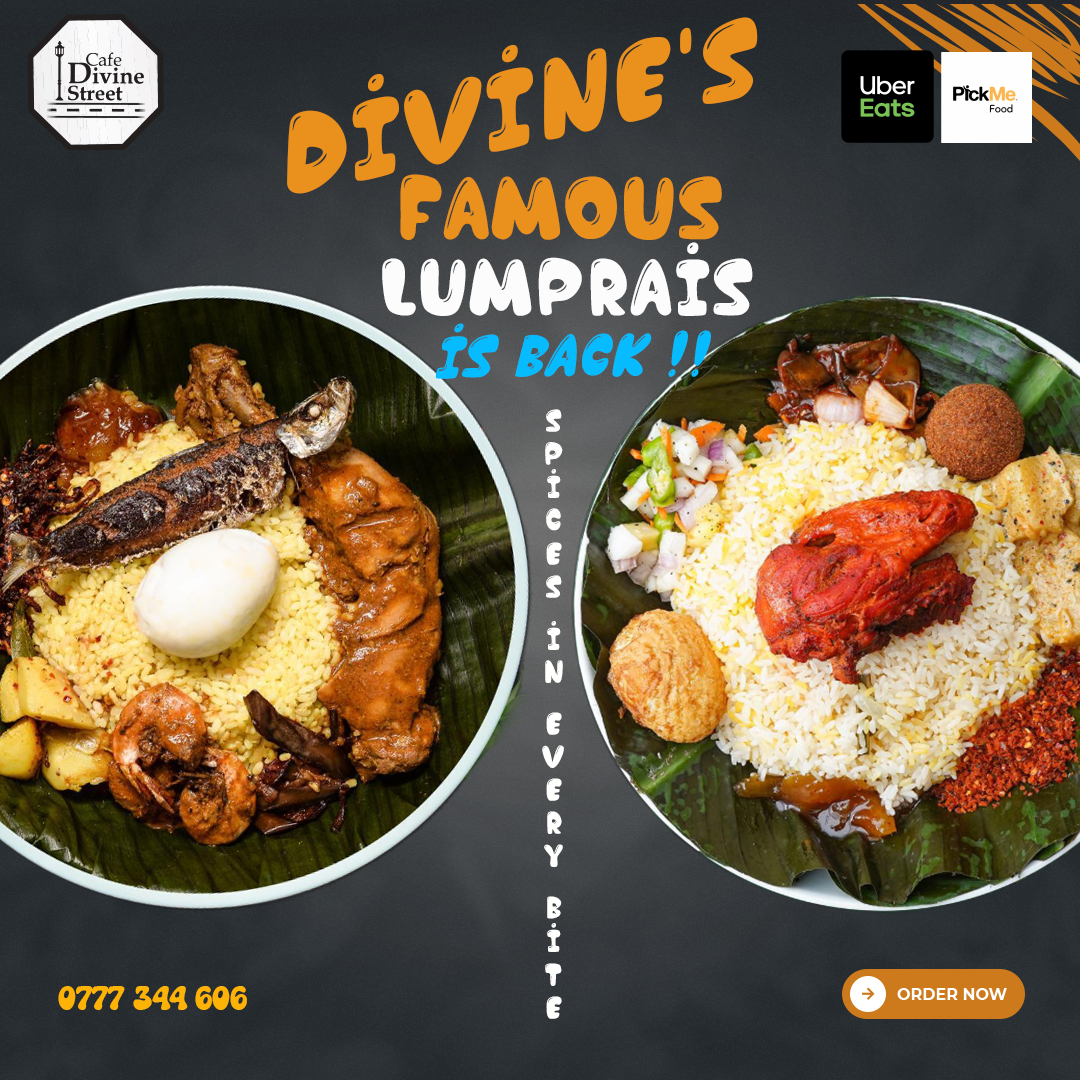 Cafe
Divine
Street
DIVINE'S
FAMOUS
LUMPRAIS
IS BACK !!
Uber
Eats
PickMe
Food
SPICES IN EVERY BITE
0777 344 606
ORDER NOW